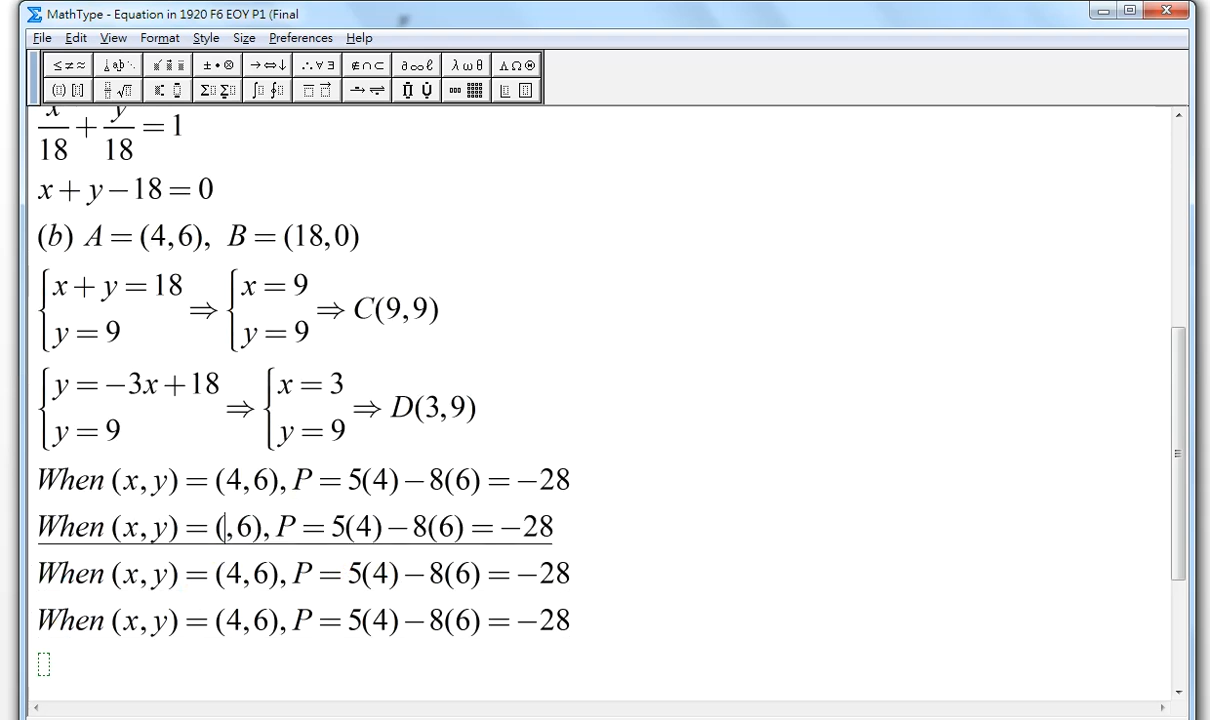 MathType - Equation in 1920 F6 EOY P1 (Final
File Edit View Format Style Size Preferences Help
x/18 + y/18 = 1
x + y − 18 = 0
(b) A = (4,6), B = (18,0)
{x + y = 18, y = 9 ⇒ {x = 9, y = 9 ⇒ C(9,9)
{y = −3x + 18, y = 9 ⇒ {x = 3, y = 9 ⇒ D(3,9)
When (x, y) = (4,6), P = 5(4) − 8(6) = −28
When (x, y) = (,6), P = 5(4) − 8(6) = −28
When (x, y) = (4,6), P = 5(4) − 8(6) = −28
When (x, y) = (4,6), P = 5(4) − 8(6) = −28